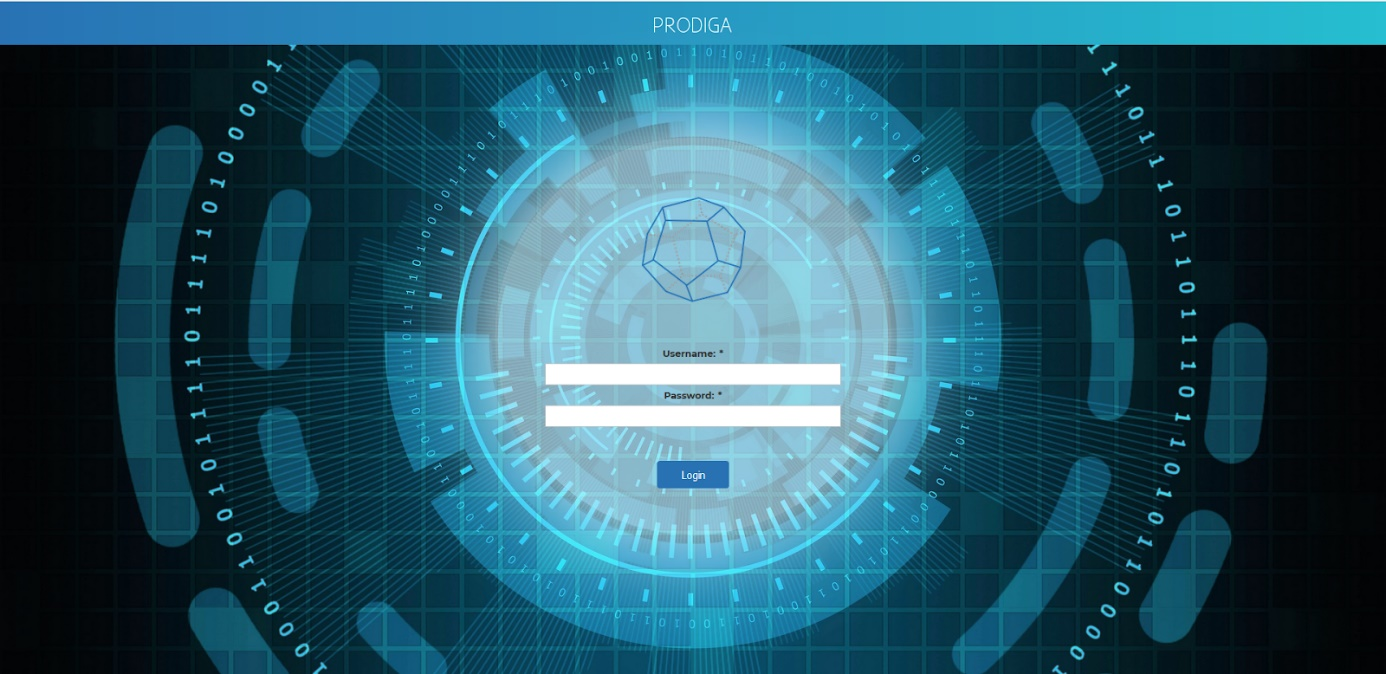 PRODIGA
Username: *
Password: *
Login